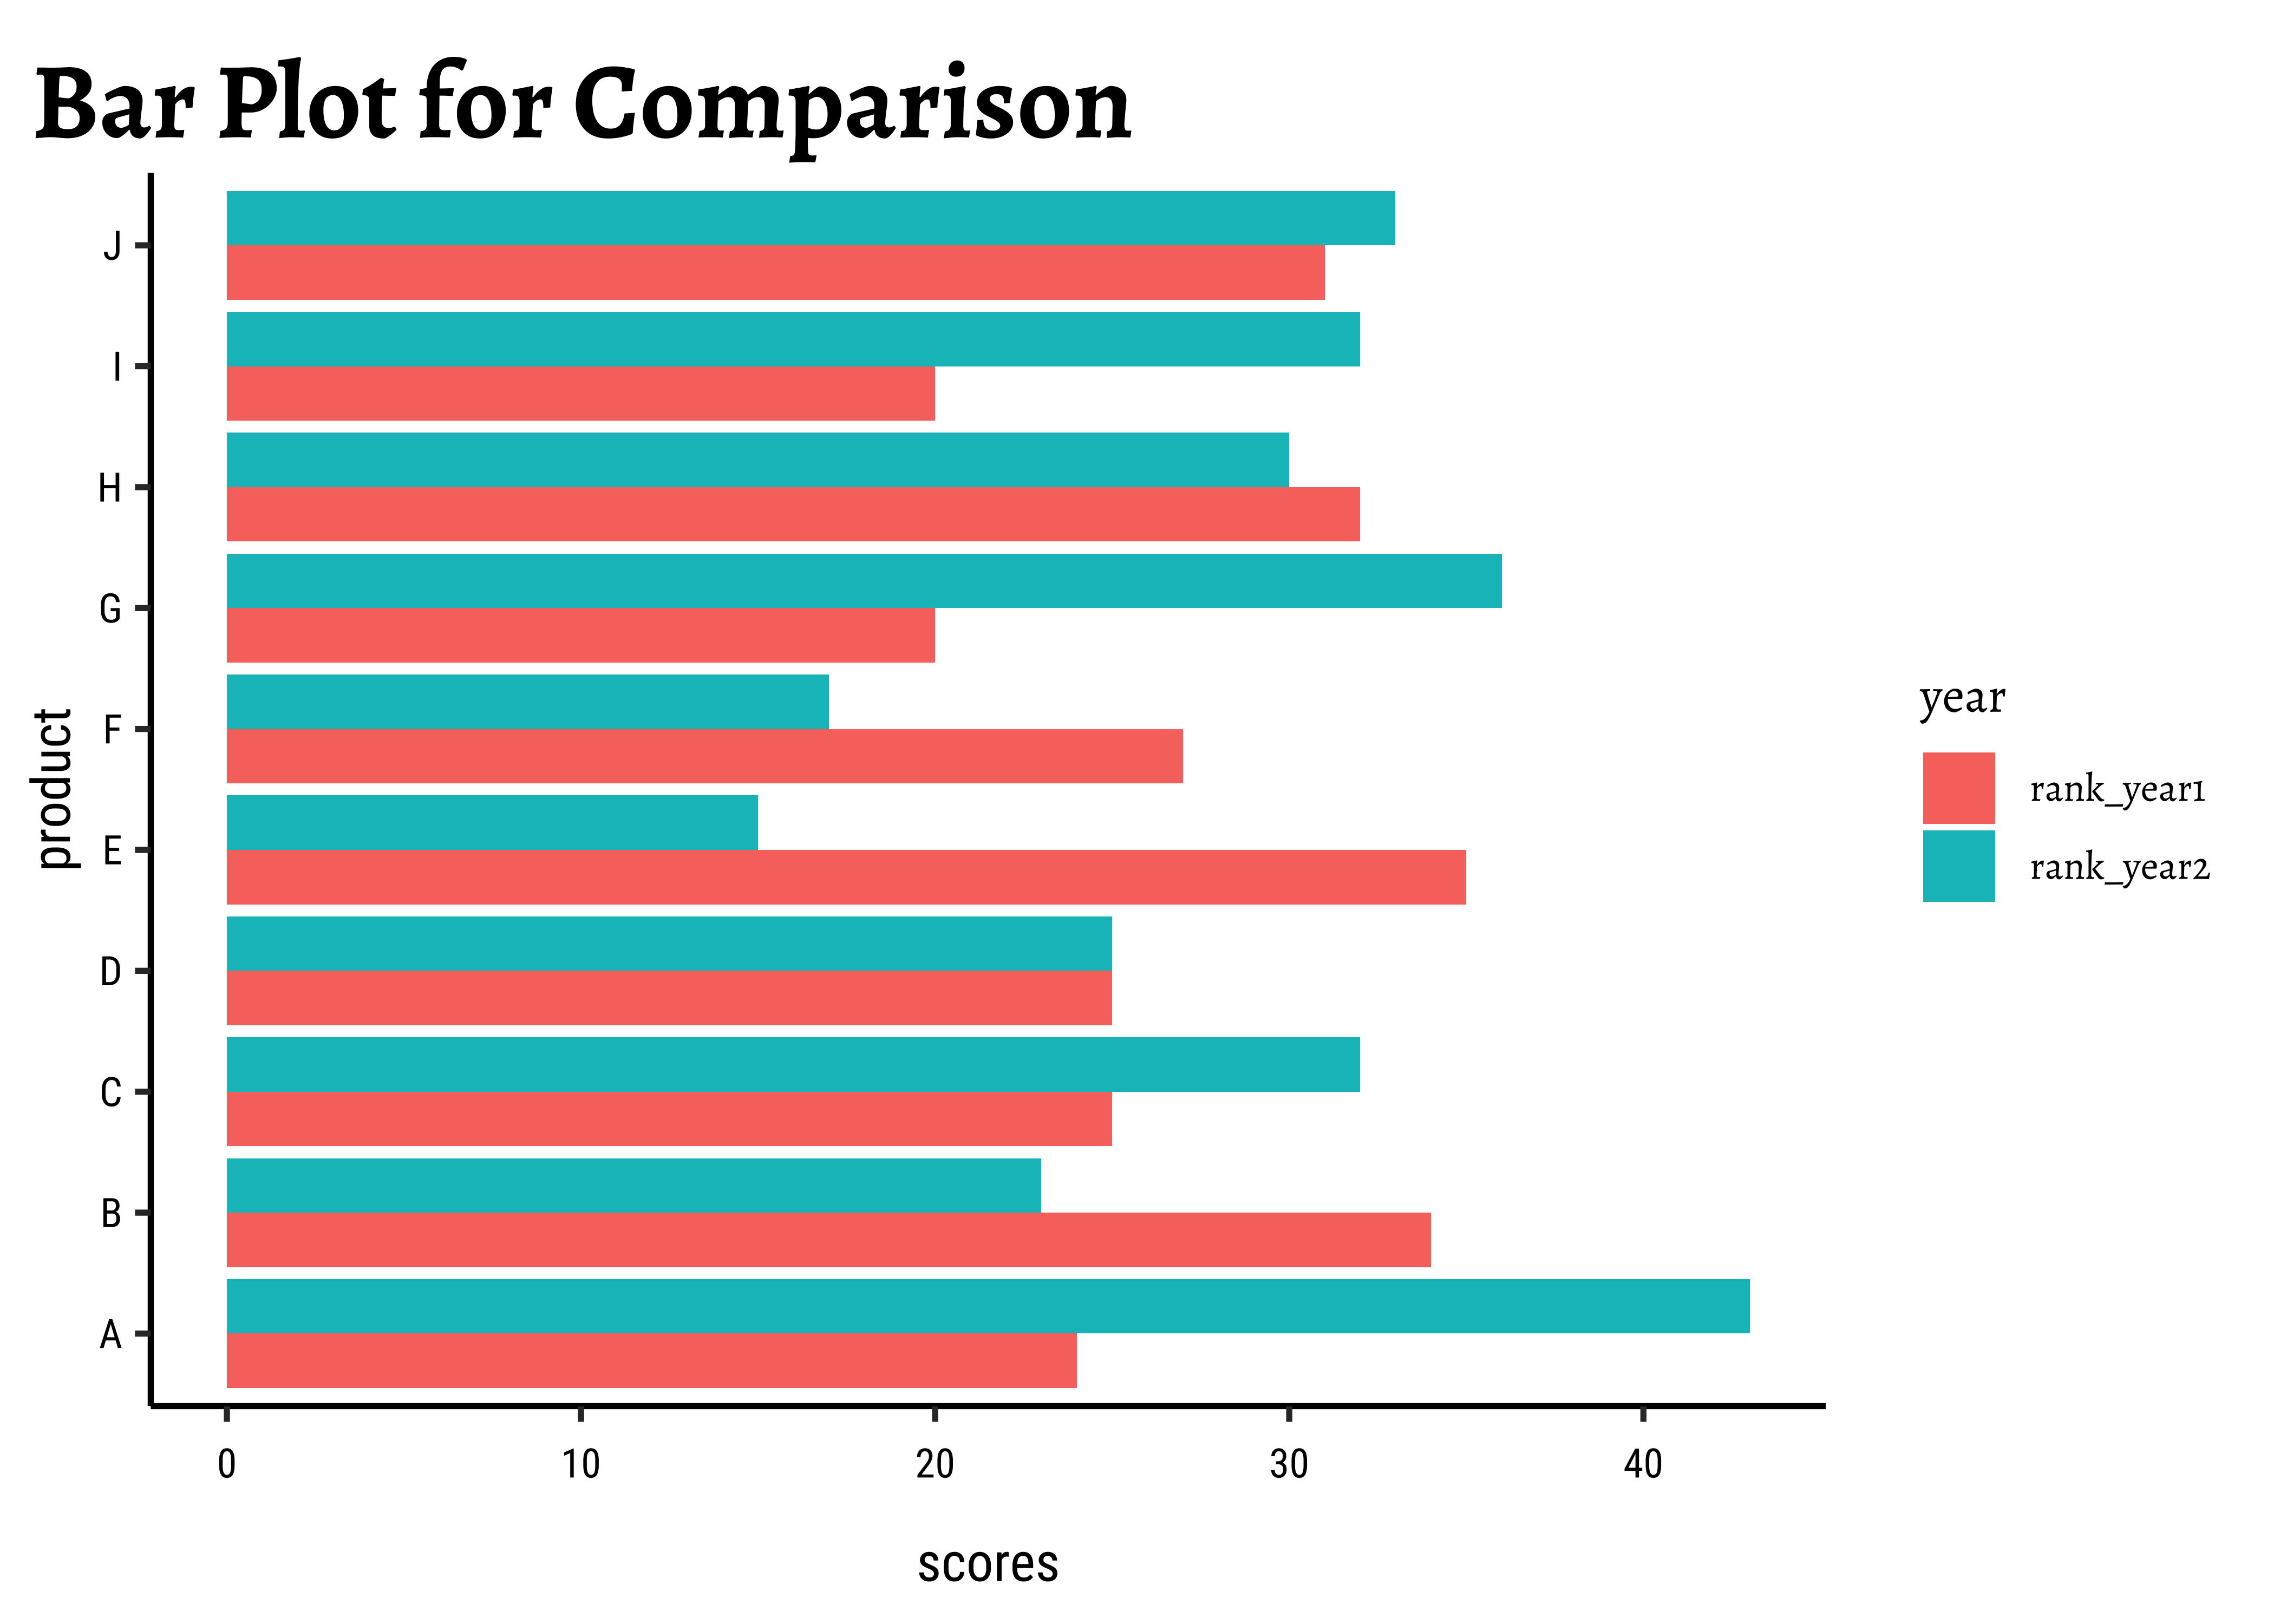 Bar Plot for Comparison
J
I
H
G
F
E
D
C
B
A
product
0 10 20 30 40
scores
year
rank_year1
rank_year2